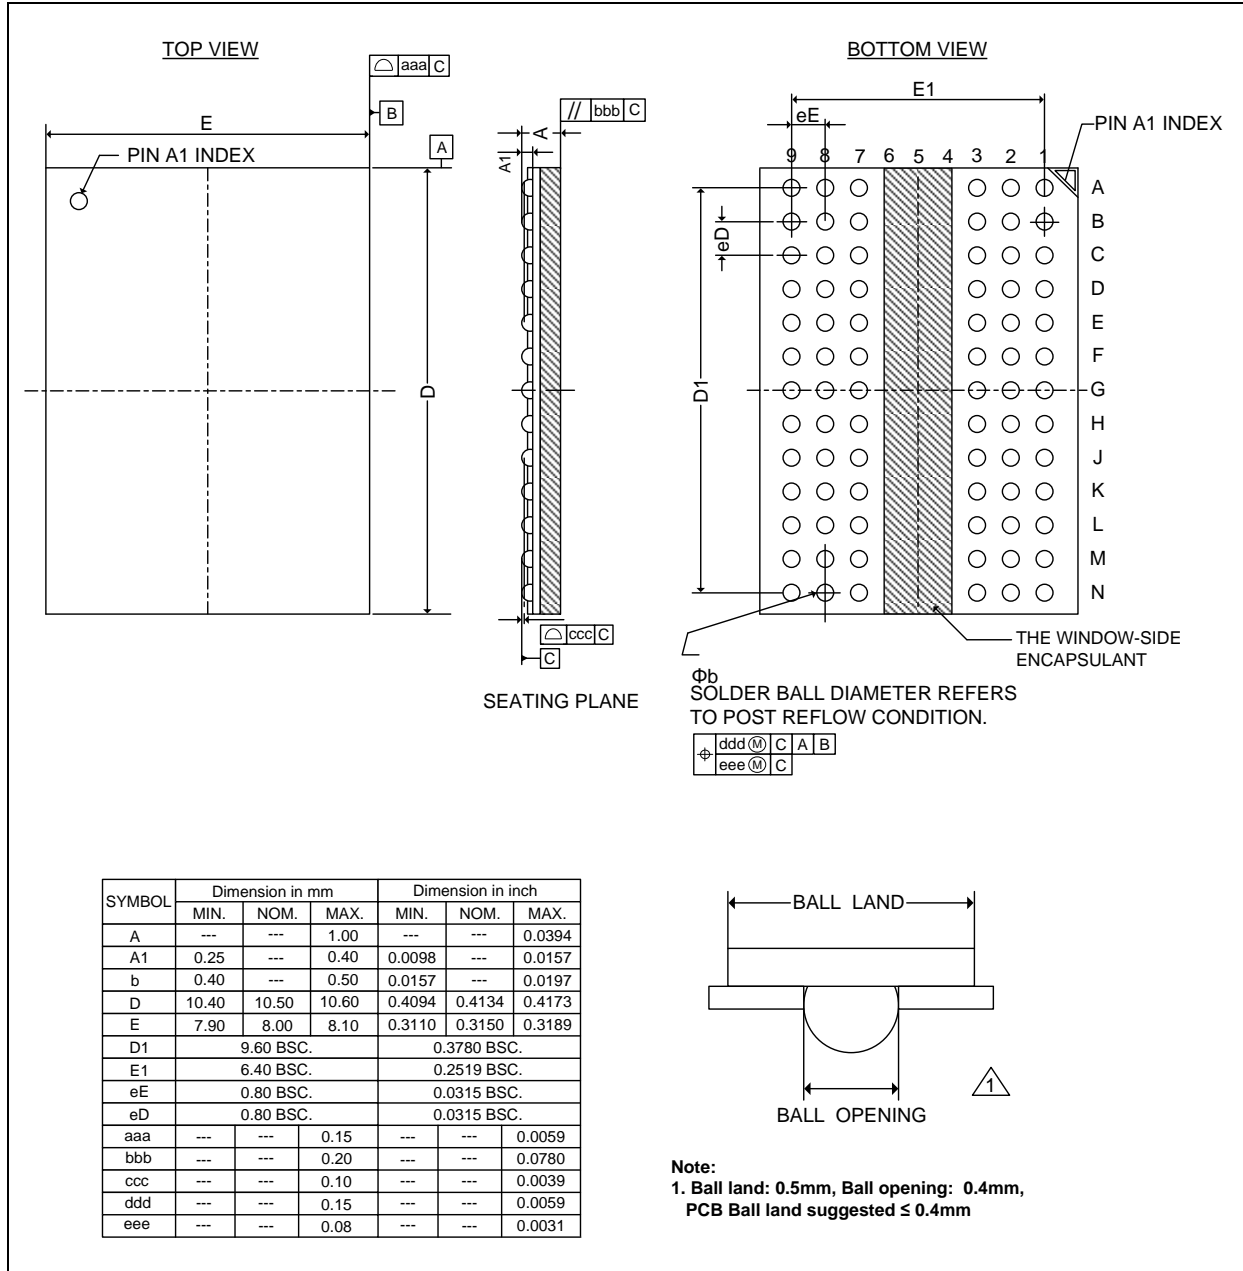 TOP VIEW
aaa C
B
E
A
PIN A1 INDEX
D
// bbb C
A
A1
ccc C
C
SEATING PLANE
BOTTOM VIEW
E1
eE
PIN A1 INDEX
9 8 7 6 5 4 3 2 1
A
B
C
D
E
F
G
H
J
K
L
M
N
eD
D1
THE WINDOW-SIDE
ENCAPSULANT
Φb
SOLDER BALL DIAMETER REFERS
TO POST REFLOW CONDITION.
ddd M C A B
eee M C
SYMBOL Dimension in mm Dimension in inch
MIN. NOM. MAX. MIN. NOM. MAX.
A --- --- 1.00 --- --- 0.0394
A1 0.25 --- 0.40 0.0098 --- 0.0157
b 0.40 --- 0.50 0.0157 --- 0.0197
D 10.40 10.50 10.60 0.4094 0.4134 0.4173
E 7.90 8.00 8.10 0.3110 0.3150 0.3189
D1 9.60 BSC. 0.3780 BSC.
E1 6.40 BSC. 0.2519 BSC.
eE 0.80 BSC. 0.0315 BSC.
eD 0.80 BSC. 0.0315 BSC.
aaa --- --- 0.15 --- --- 0.0059
bbb --- --- 0.20 --- --- 0.0780
ccc --- --- 0.10 --- --- 0.0039
ddd --- --- 0.15 --- --- 0.0059
eee --- --- 0.08 --- --- 0.0031
BALL LAND
1
BALL OPENING
Note:
1. Ball land: 0.5mm, Ball opening: 0.4mm,
PCB Ball land suggested ≤ 0.4mm